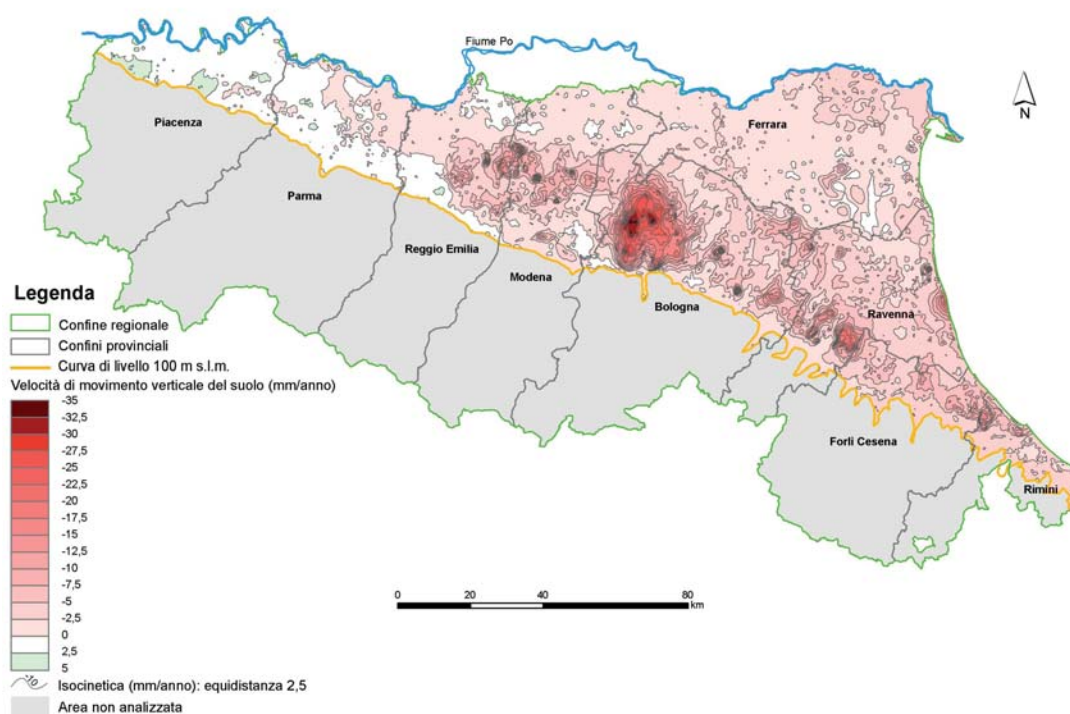 Fiume Po
N
Piacenza
Parma
Reggio Emilia
Modena
Bologna
Ferrara
Ravenna
Forlì Cesena
Rimini
Legenda
Confine regionale
Confini provinciali
Curva di livello 100 m s.l.m.
Velocità di movimento verticale del suolo (mm/anno)
-35
-32,5
-30
-27,5
-25
-22,5
-20
-17,5
-15
-12,5
-10
-7,5
-5
-2,5
0
2,5
5
-10
Isocinetica (mm/anno): equidistanza 2,5
Area non analizzata
0 20 40 80
km